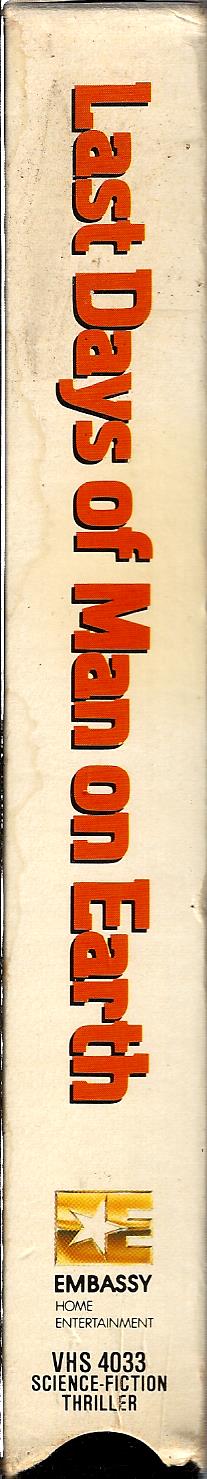 Last Days of Man on Earth
EMBASSY
HOME
ENTERTAINMENT
VHS 4033
SCIENCE-FICTION
THRILLER